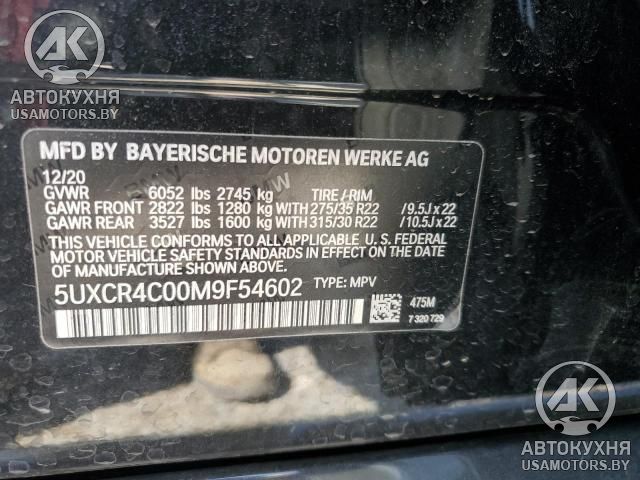 АК
АВТОКУХНЯ
USAMOTORS.BY
MFD BY BAYERISCHE MOTOREN WERKE AG
12/20
GVWR 6052 lbs 2745 kg TIRE/RIM
GAWR FRONT 2822 lbs 1280 kg WITH 275/35 R22 /9.5Jx22
GAWR REAR 3527 lbs 1600 kg WITH 315/30 R22 /10.5Jx22
THIS VEHICLE CONFORMS TO ALL APPLICABLE U. S. FEDERAL
MOTOR VEHICLE SAFETY STANDARDS IN EFFECT ON THE DATE
OF MANUFACTURE SHOWN ABOVE.
5UXCR4C00M9F54602 TYPE: MPV
475M
7 320 729
АК
АВТОКУХНЯ
USAMOTORS.BY